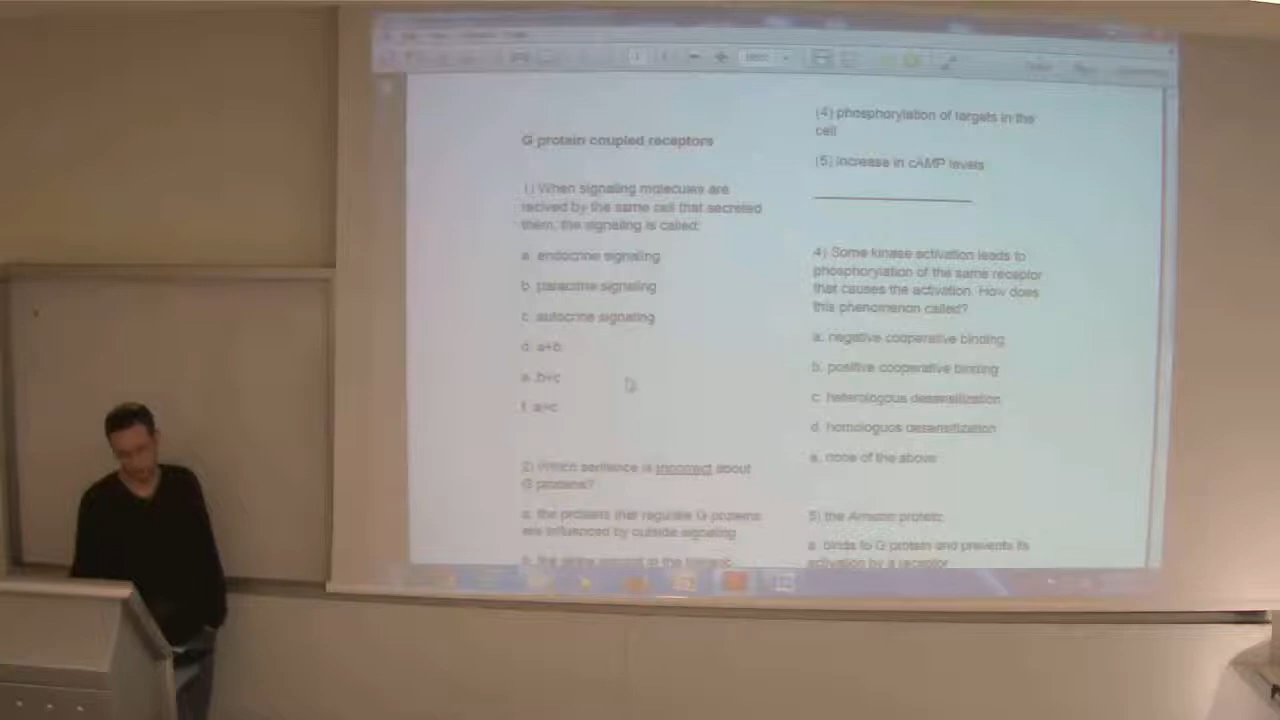 G protein coupled receptors
1) When signaling molecules are
recived by the same cell that secreted
them, the signaling is called:
a. endocrine signaling
b. paracrine signaling
c. autocrine signaling
d. a+b
e. b+c
f. a+c
2) Which sentence is incorrect about
G proteins?
a. the proteins that regulate G proteins
are influenced by outside signaling
(4) phosphorylation of targets in the
cell
(5) increase in cAMP levels
4) Some kinase activation leads to
phosphorylation of the same receptor
that causes the activation. How does
this phenomenon called?
a. negative cooperative binding
b. positive cooperative binding
c. heterologous desensitization
d. homologuos desensitization
e. none of the above
5) the Arrestin protein:
a. binds to G protein and prevents its
activation by a receptor